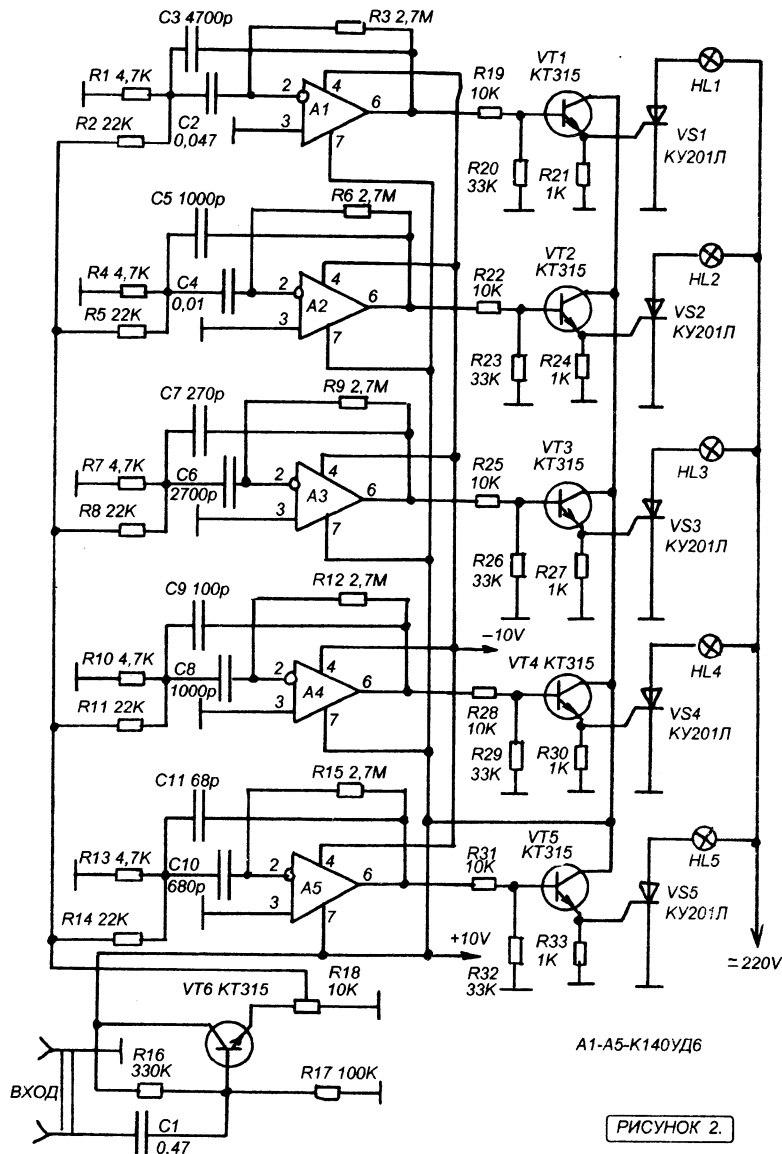 C3 4700p
R3 2,7M
R1 4,7K
R2 22K
C2
0,047
2
4
A1
6
3
7
R19
10K
VT1
KT315
R20
33K
R21
1K
HL1
VS1
КУ201Л
C5 1000p
R6 2,7M
R4 4,7K
R5 22K
C4
0,01
2
4
A2
6
3
7
R22
10K
VT2
KT315
R23
33K
R24
1K
HL2
VS2
КУ201Л
C7 270p
R9 2,7M
R7 4,7K
R8 22K
C6
2700p
2
4
A3
6
3
7
R25
10K
VT3
KT315
R26
33K
R27
1K
HL3
VS3
КУ201Л
C9 100p
R12 2,7M
R10 4,7K
R11 22K
C8
1000p
2
4
A4
6
3
7
–10V
R28
10K
VT4 KT315
R29
33K
R30
1K
HL4
VS4
КУ201Л
C11 68p
R15 2,7M
R13 4,7K
R14 22K
C10
680p
2
4
A5
6
3
7
+10V
R31
10K
VT5
KT315
R32
33K
R33
1K
HL5
VS5
КУ201Л
≃220V
VT6 KT315
R18
10K
R16
330K
R17 100K
ВХОД
C1
0,47
A1-A5-К140УД6
РИСУНОК 2.